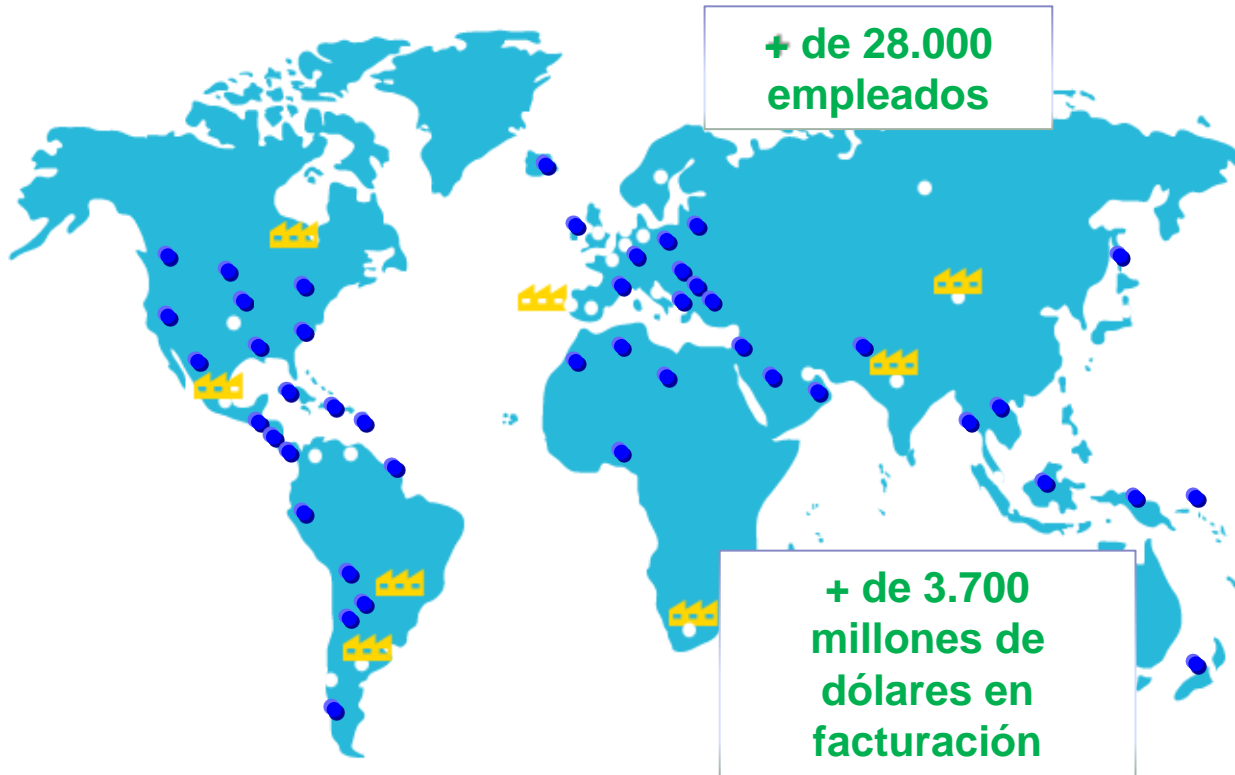 + de 28.000
empleados
+ de 3.700
millones de
dólares en
facturación